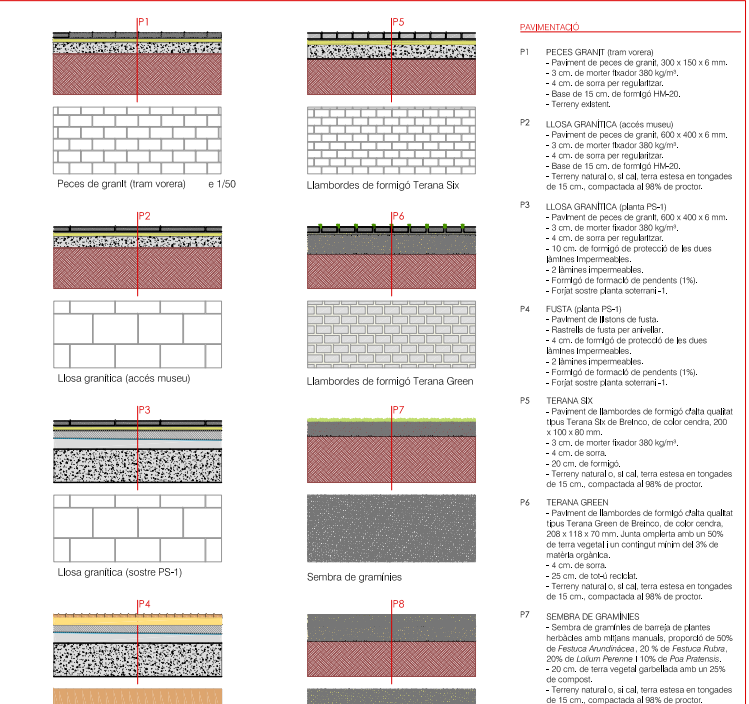 P1
Peces de granit (tram vorera) e 1/50
P2
Llosa granítica (accés museu)
P3
Llosa granítica (sostre PS-1)
P4
P5
Llambordes de formigó Terana Six
P6
Llambordes de formigó Terana Green
P7
Sembra de gramínies
P8
PAVIMENTACIÓ
P1 PECES GRANIT (tram vorera)
- Paviment de peces de granit, 300 x 150 x 6 mm.
- 3 cm. de morter fixador 380 kg/m³.
- 4 cm. de sorra per regularitzar.
- Base de 15 cm. de formigó HM-20.
- Terreny existent.
P2 LLOSA GRANÍTICA (accés museu)
- Paviment de peces de granit, 600 x 400 x 6 mm.
- 3 cm. de morter fixador 380 kg/m³.
- 4 cm. de sorra per regularitzar.
- Base de 15 cm. de formigó HM-20.
- Terreny natural o, si cal, terra estesa en tongades
de 15 cm., compactada al 98% de proctor.
P3 LLOSA GRANÍTICA (planta PS-1)
- Paviment de peces de granit, 600 x 400 x 6 mm.
- 3 cm. de morter fixador 380 kg/m³.
- 4 cm. de sorra per regularitzar.
- 10 cm. de formigó de protecció de les dues
làmines impermeables.
- 2 làmines impermeables.
- Formigó de formació de pendents (1%).
- Forjat sostre planta soterrani -1.
P4 FUSTA (planta PS-1)
- Paviment de llistons de fusta.
- Rastrells de fusta per anivellar.
- 4 cm. de formigó de protecció de les dues
làmines impermeables.
- 2 làmines impermeables.
- Formigó de formació de pendents (1%).
- Forjat sostre planta soterrani -1.
P5 TERANA SIX
- Paviment de llambordes de formigó d'alta qualitat
tipus Terana Six de Breinco, de color cendra, 200
x 100 x 80 mm.
- 3 cm. de morter fixador 380 kg/m³.
- 4 cm. de sorra.
- 20 cm. de formigó.
- Terreny natural o, si cal, terra estesa en tongades
de 15 cm., compactada al 98% de proctor.
P6 TERANA GREEN
- Paviment de llambordes de formigó d'alta qualitat
tipus Terana Green de Breinco, de color cendra,
208 x 118 x 70 mm. Junta omplerta amb un 50%
de terra vegetal i un contingut mínim del 3% de
matèria orgànica.
- 4 cm. de sorra.
- 25 cm. de tot-ú reciclat.
- Terreny natural o, si cal, terra estesa en tongades
de 15 cm., compactada al 98% de proctor.
P7 SEMBRA DE GRAMÍNIES
- Sembra de gramínies de barreja de plantes
herbàcies amb mitjans manuals, proporció de 50%
de Festuca Arundinácea, 20 % de Festuca Rubra,
20% de Lolium Perenne i 10% de Poa Pratensis.
- 20 cm. de terra vegetal garbellada amb un 25%
de compost.
- Terreny natural o, si cal, terra estesa en tongades
de 15 cm., compactada al 98% de proctor.